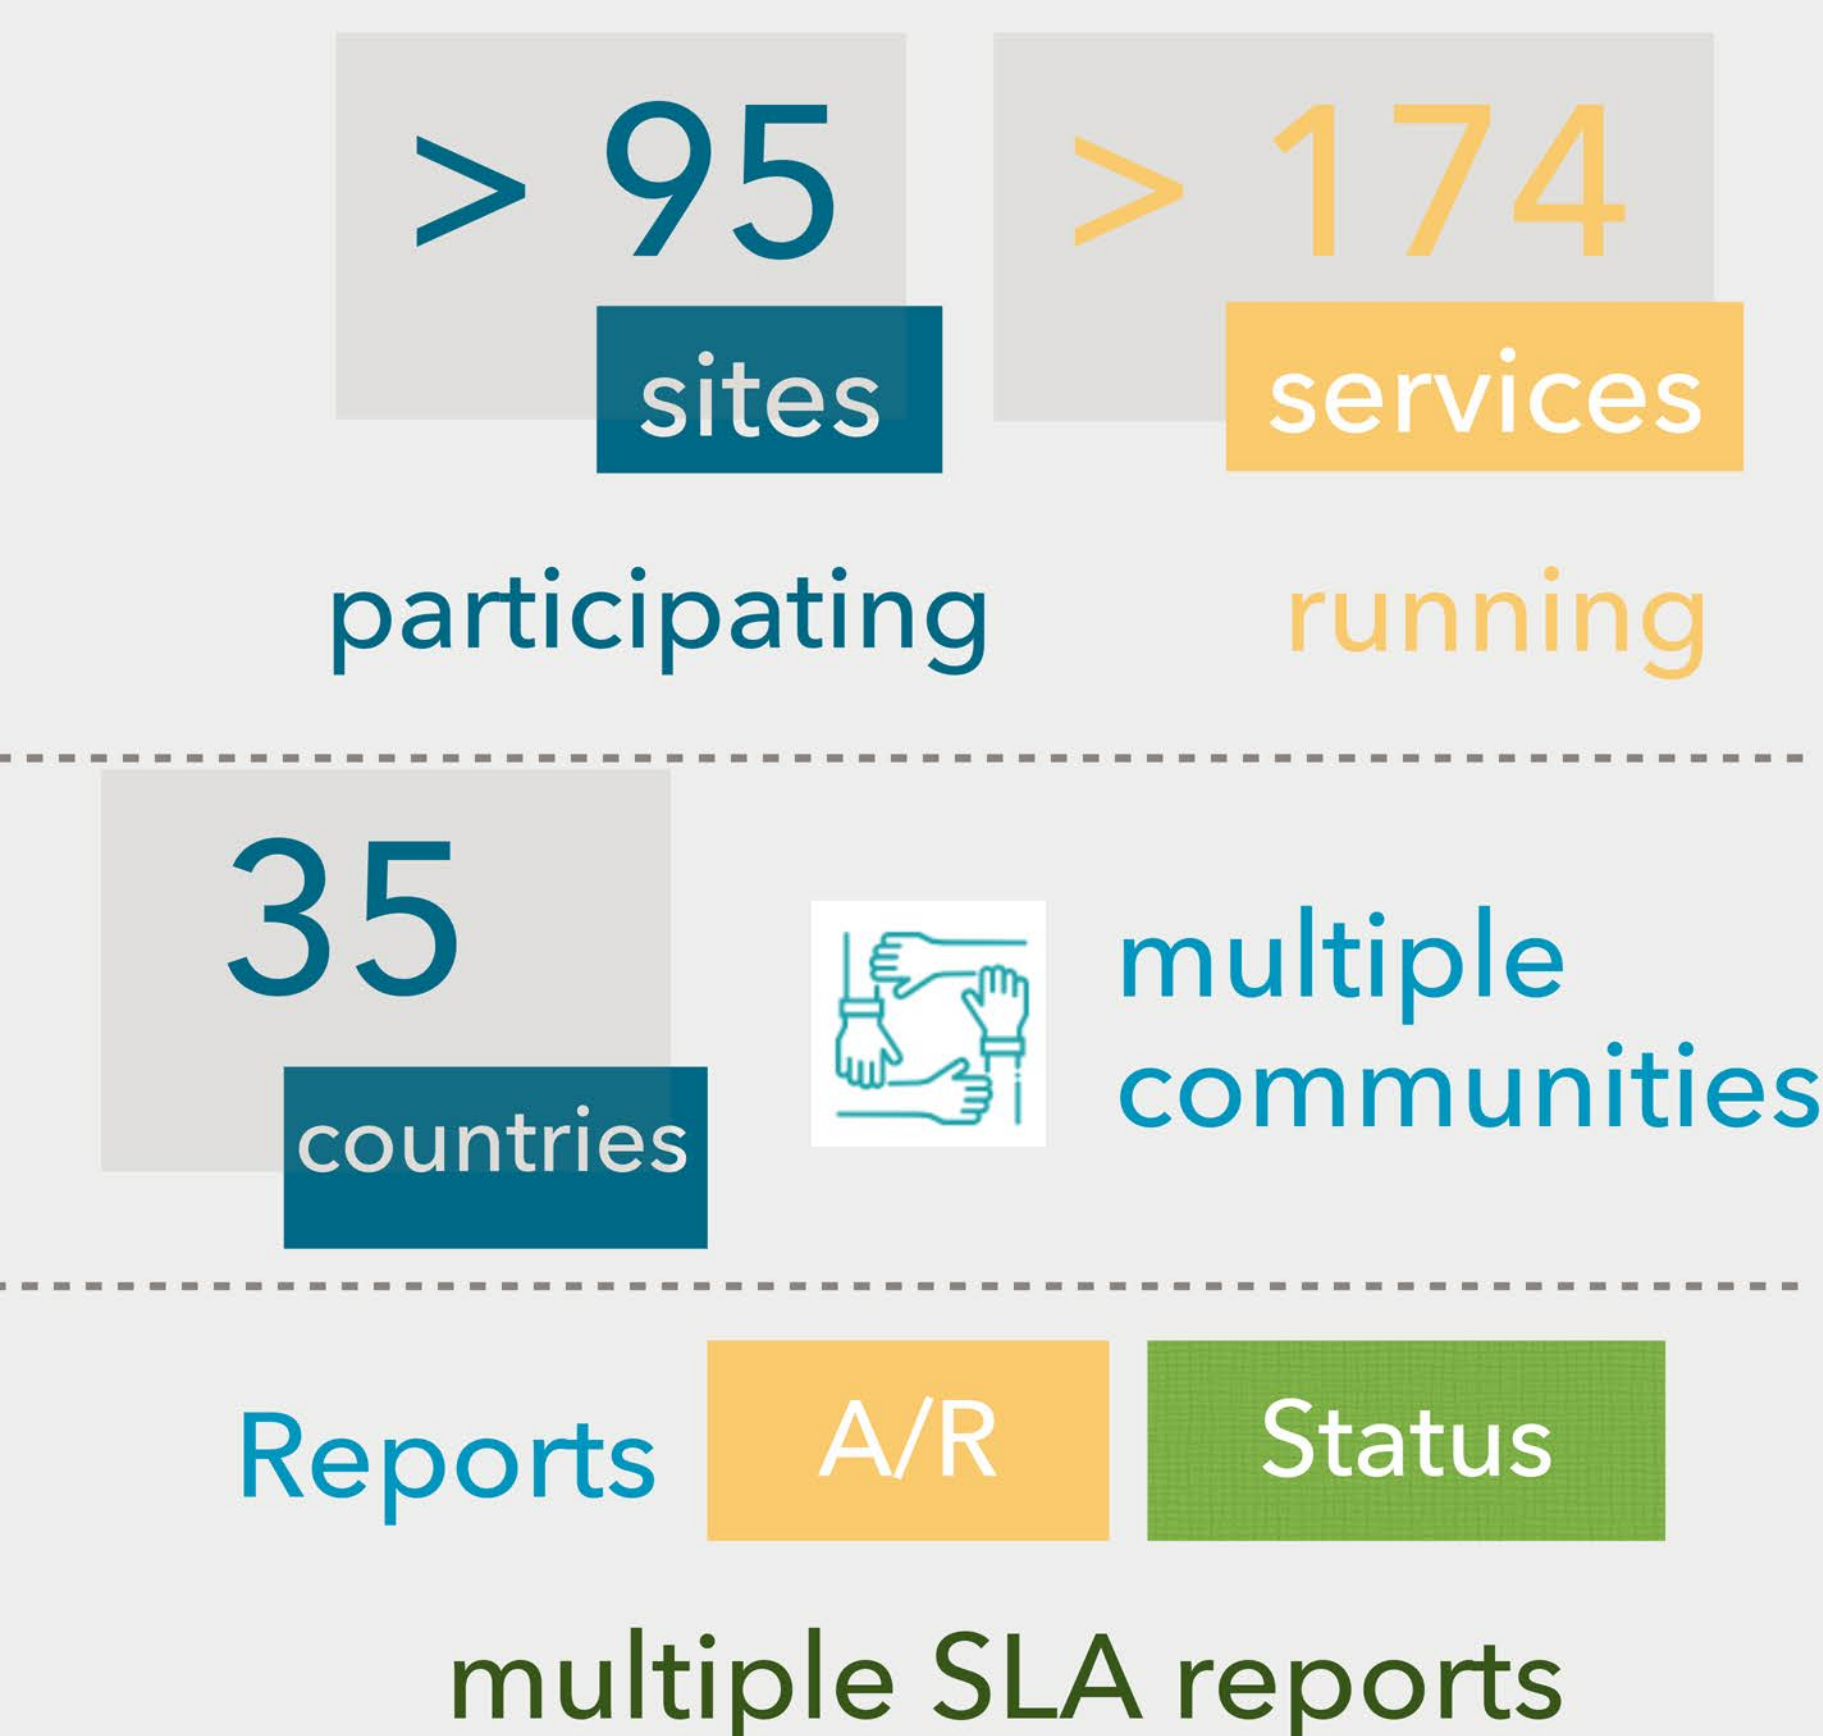 > 95
> 174
sites
services
participating
running
35
countries
multiple
communities
Reports
A/R
Status
multiple SLA reports